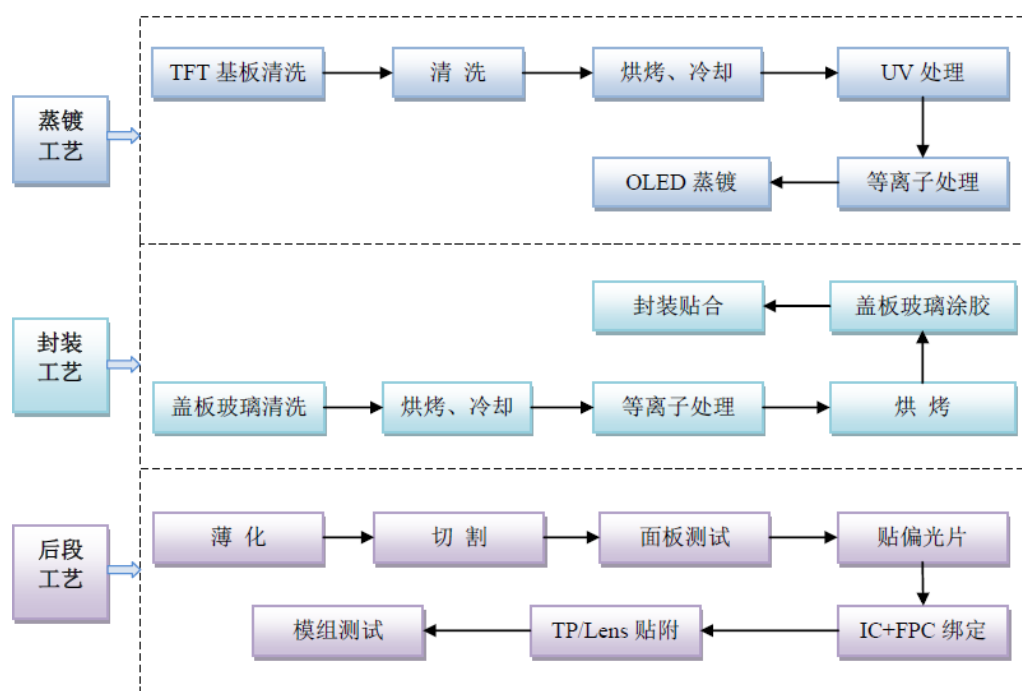 蒸镀
工艺
TFT 基板清洗
清 洗
烘烤、冷却
UV 处理
OLED 蒸镀
等离子处理
封装
工艺
封装贴合
盖板玻璃涂胶
盖板玻璃清洗
烘烤、冷却
等离子处理
烘 烤
后段
工艺
薄 化
切 割
面板测试
贴偏光片
模组测试
TP/Lens 贴附
IC+FPC 绑定